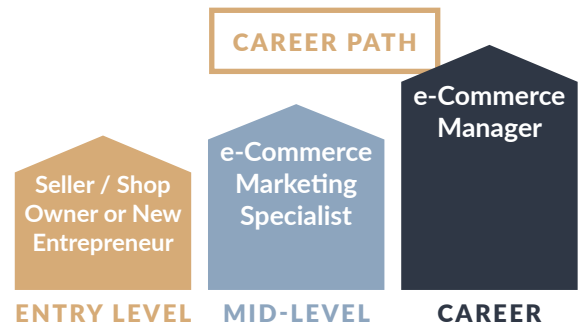 CAREER PATH
Seller / Shop
Owner or New
Entrepreneur
e-Commerce
Marketing
Specialist
e-Commerce
Manager
ENTRY LEVEL
MID-LEVEL
CAREER